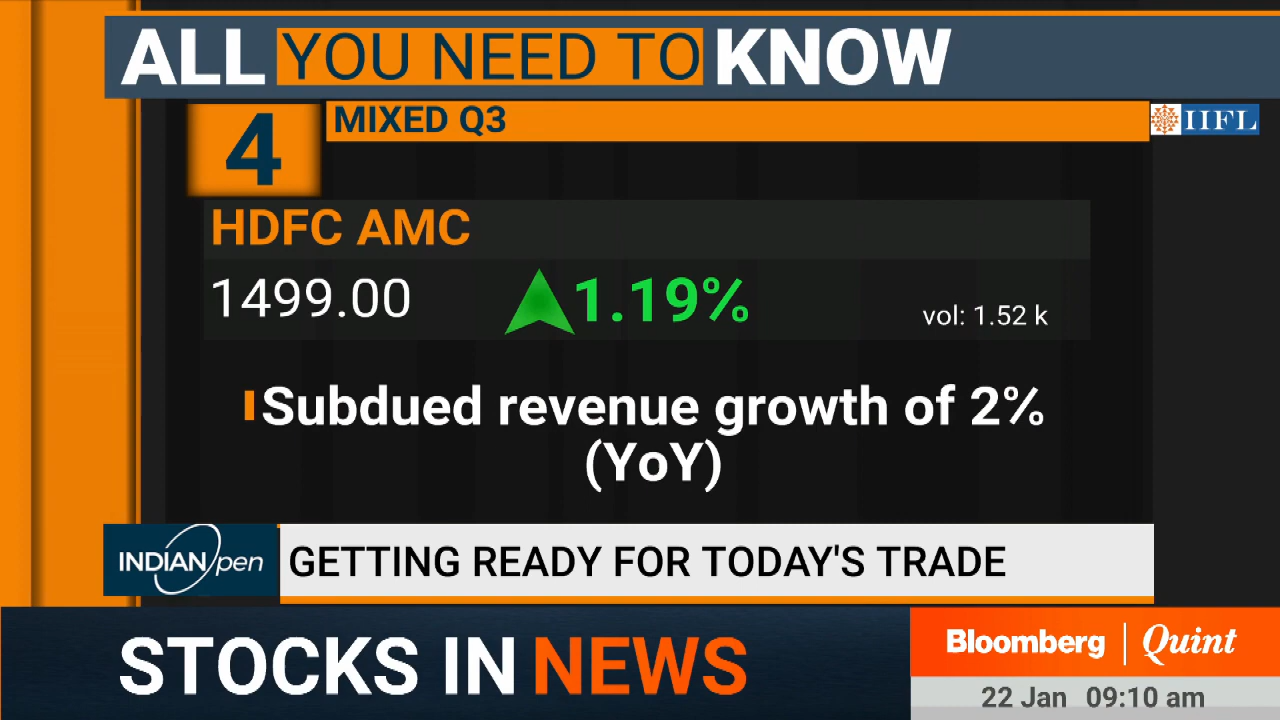 ALL YOU NEED TO KNOW
4
MIXED Q3
IIFL
HDFC AMC
1499.00 1.19% vol: 1.52 k
Subdued revenue growth of 2%
(YoY)
INDIAN Open GETTING READY FOR TODAY'S TRADE
STOCKS IN NEWS
Bloomberg | Quint
22 Jan 09:10 am